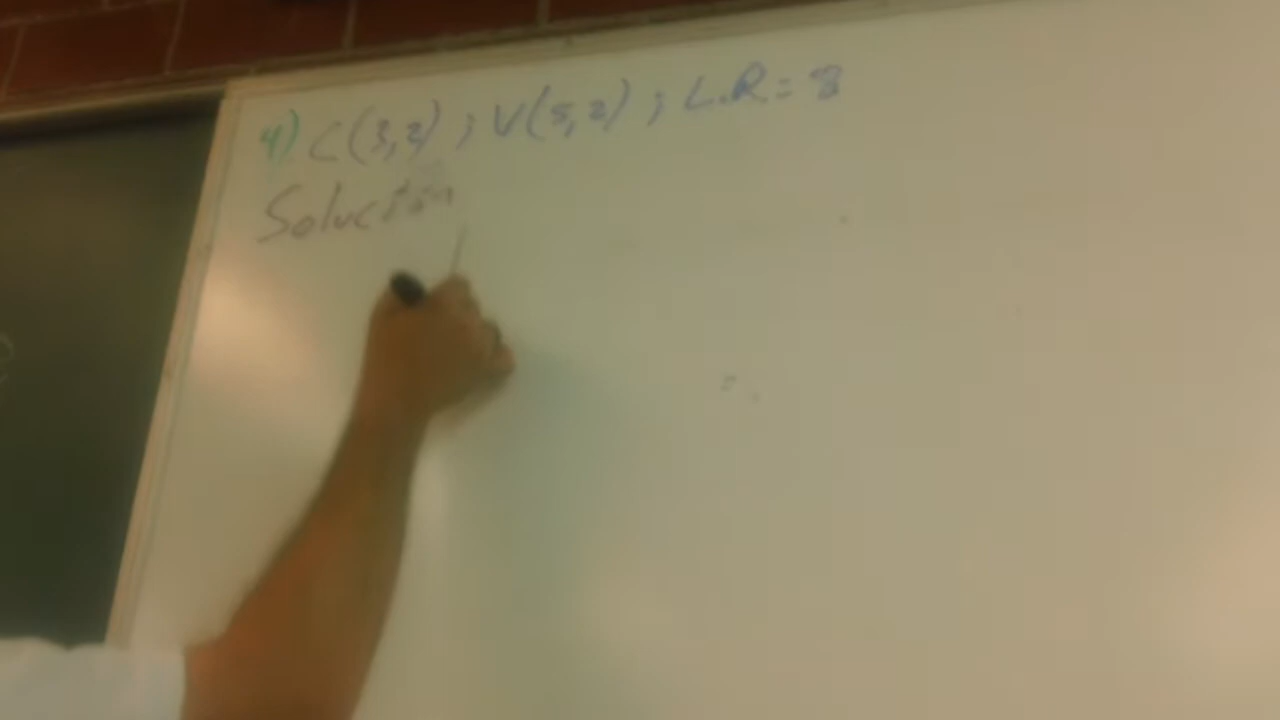 4) C(3,2) ; V(5,2) ; L.R. = 8
Solución